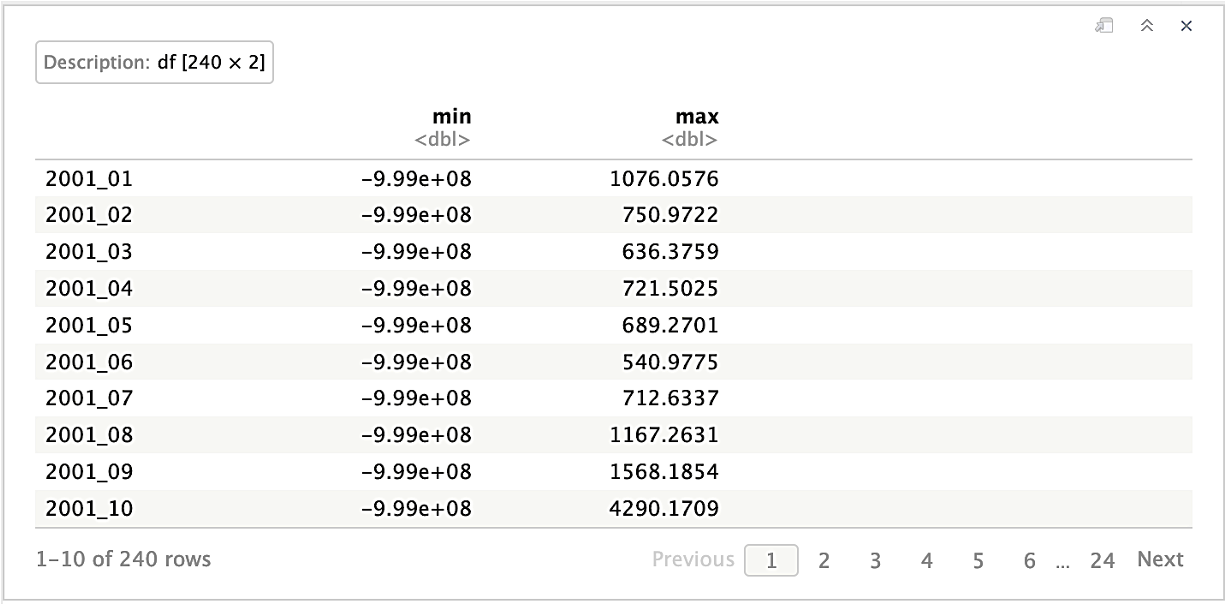 Description: df [240 × 2]
min max
<dbl> <dbl>
2001_01 -9.99e+08 1076.0576
2001_02 -9.99e+08 750.9722
2001_03 -9.99e+08 636.3759
2001_04 -9.99e+08 721.5025
2001_05 -9.99e+08 689.2701
2001_06 -9.99e+08 540.9775
2001_07 -9.99e+08 712.6337
2001_08 -9.99e+08 1167.2631
2001_09 -9.99e+08 1568.1854
2001_10 -9.99e+08 4290.1709
1-10 of 240 rows Previous 1 2 3 4 5 6 ... 24 Next